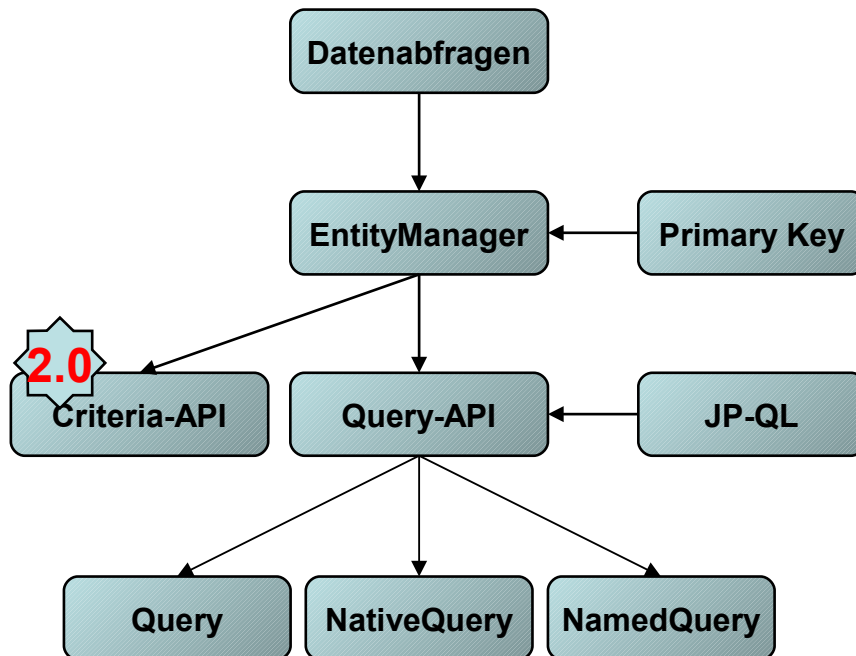 Datenabfragen
EntityManager
Primary Key
2.0
Criteria-API
Query-API
JP-QL
Query
NativeQuery
NamedQuery